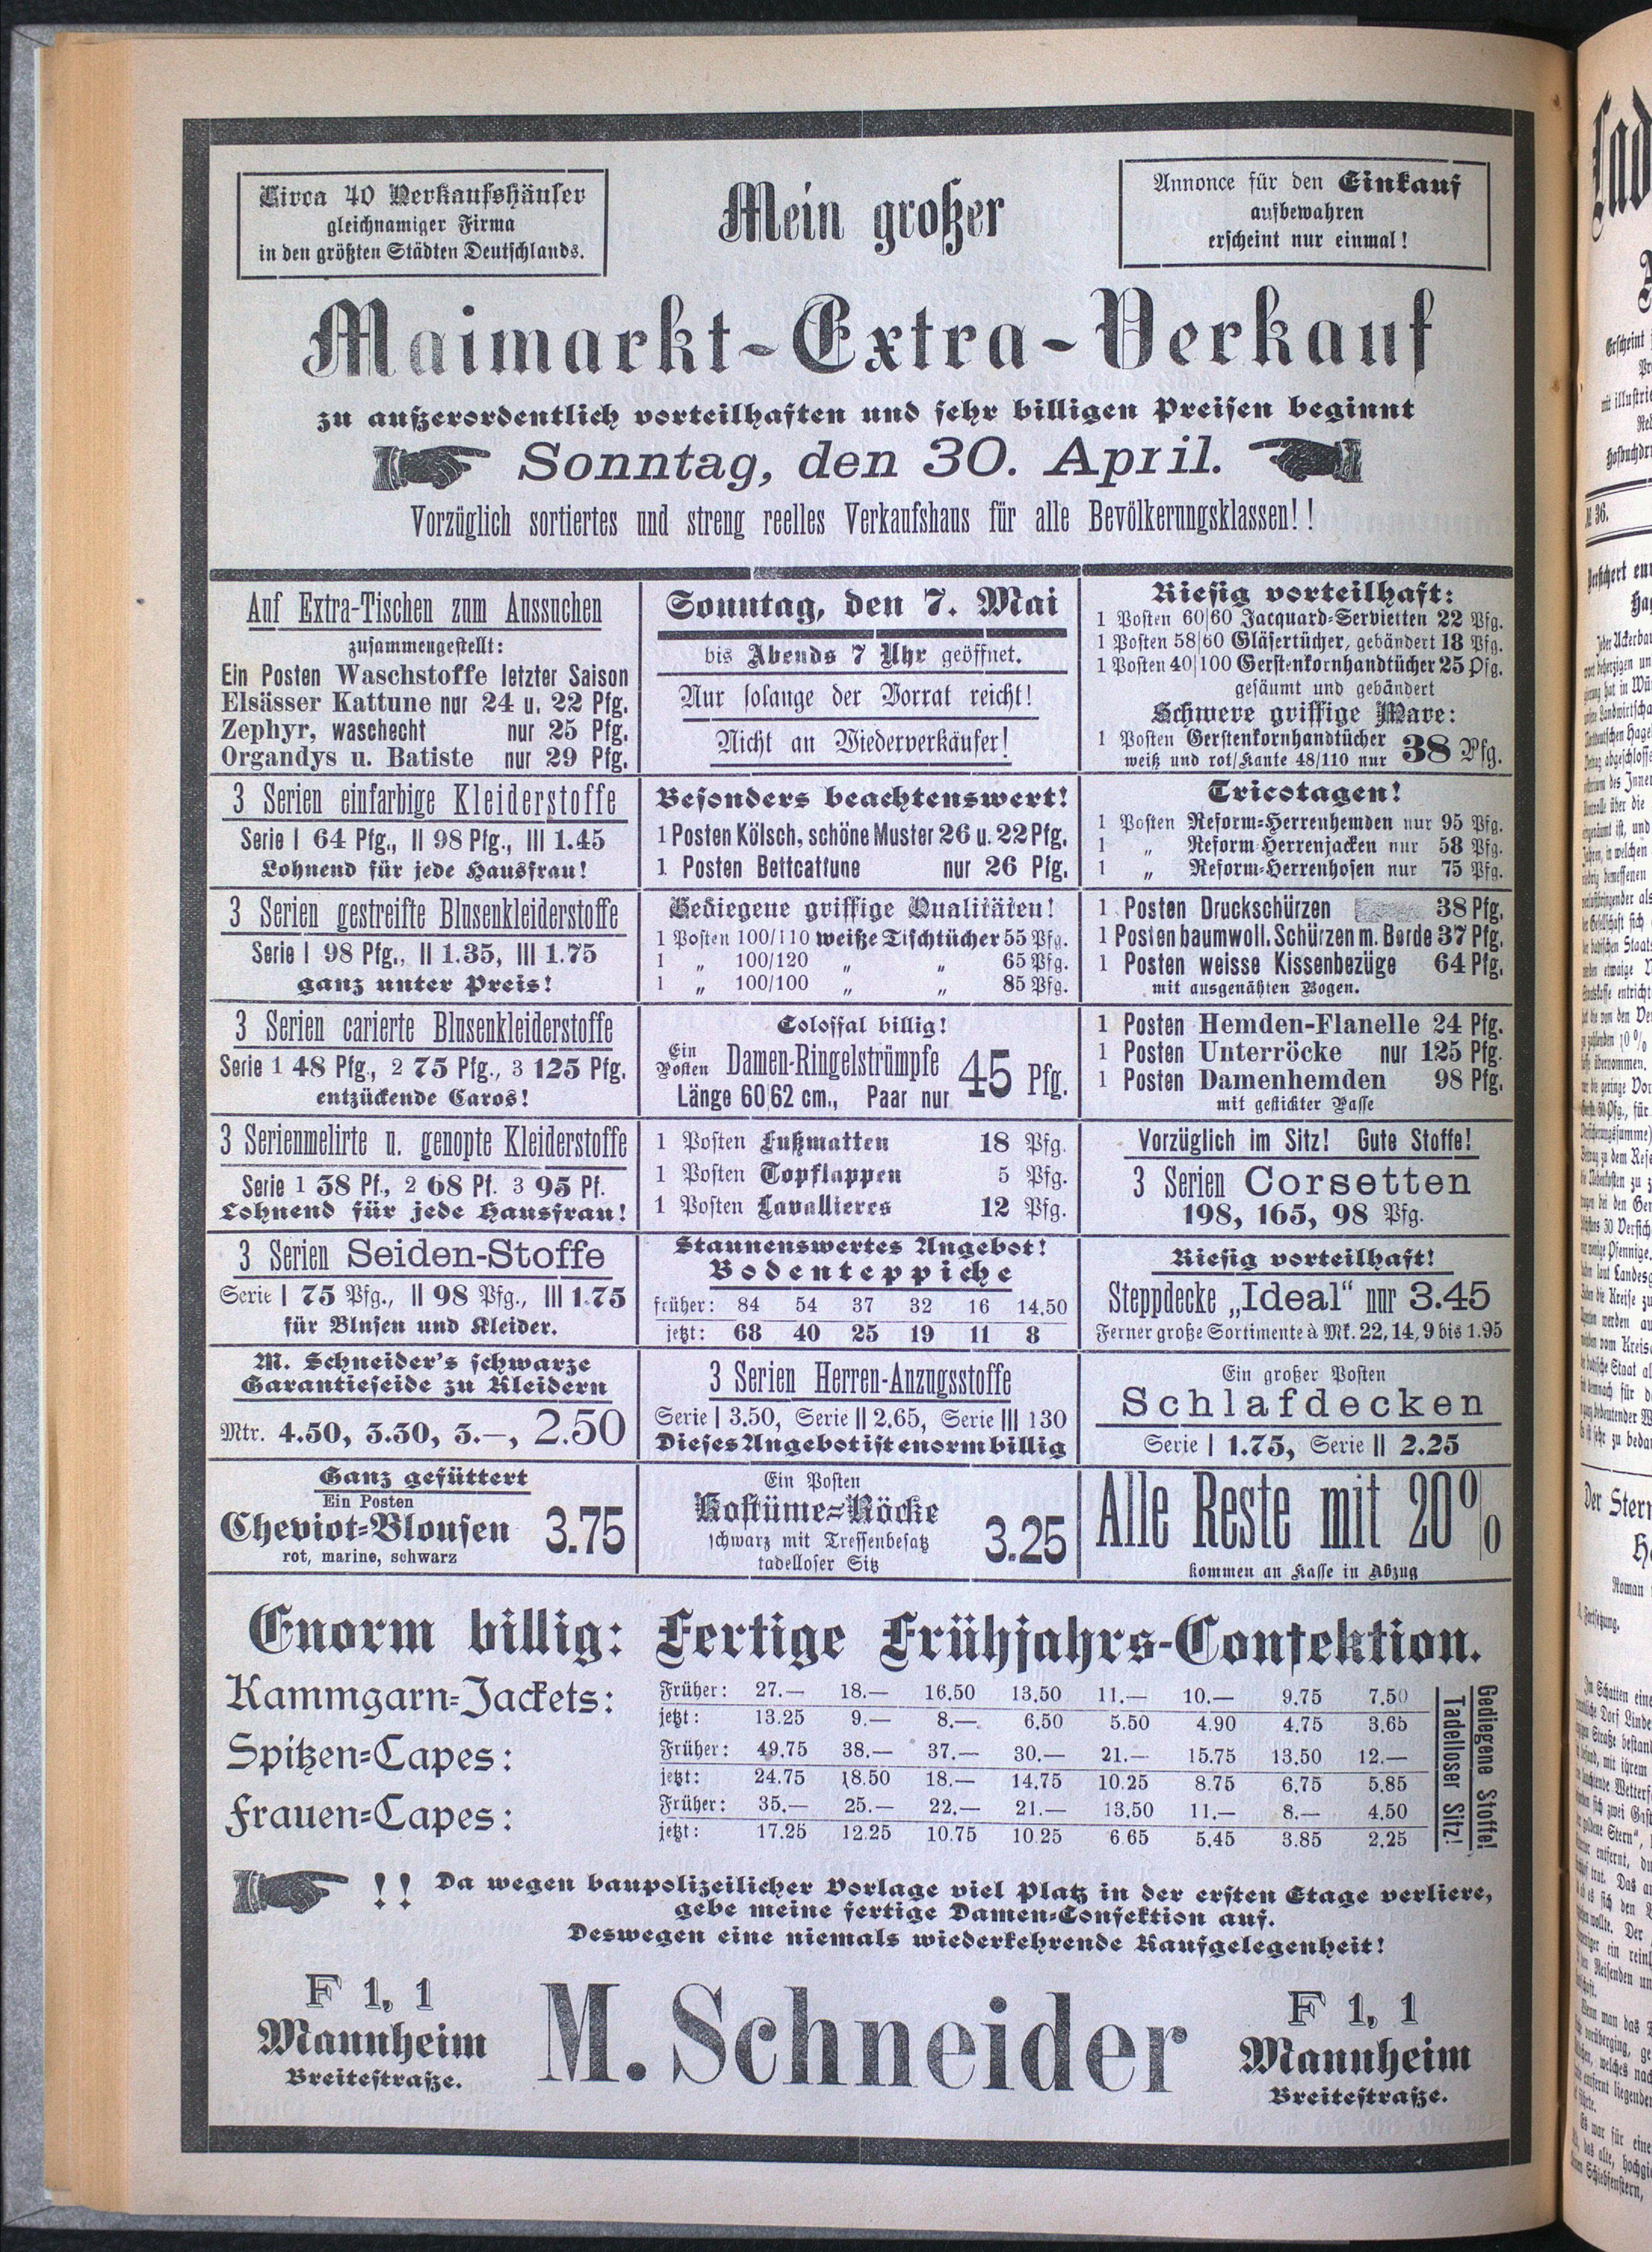 Circa 40 Verkaufshäuser
gleichnamiger Firma
in den größten Städten Deutschlands.
Mein großer
Annonce für den Einkauf
aufbewahren
erscheint nur einmal!
Maimarkt-Extra-Verkauf
zu außerordentlich vorteilhaften und sehr billigen Preisen beginnt
Sonntag, den 30. April.
Vorzüglich sortiertes und streng reelles Verkaufshaus für alle Bevölkerungsklassen!!
Auf Extra-Tischen zum Aussuchen
zusammengestellt:
Ein Posten Waschstoffe letzter Saison
Elsässer Kattune nur 24 u. 22 Pfg.
Zephyr, waschecht nur 25 Pfg.
Organdys u. Batiste nur 29 Pfg.
3 Serien einfarbige Kleiderstoffe
Serie I 64 Pfg., II 98 Pfg., III 1.45
Lohnend für jede Hausfrau!
3 Serien gestreifte Blusenkleiderstoffe
Serie I 98 Pfg., II 1.35, III 1.75
ganz unter Preis!
3 Serien carierte Blusenkleiderstoffe
Serie 1 48 Pfg., 2 75 Pfg., 3 125 Pfg.
entzückende Caros!
3 Serienmelirte u. genopte Kleiderstoffe
Serie 1 58 Pf., 2 68 Pf. 3 95 Pf.
Lohnend für jede Hausfrau!
3 Serien Seiden-Stoffe
Serie I 75 Pfg., II 98 Pfg., III 1.75
für Blusen und Kleider.
M. Schneider's schwarze
Garantieseide zu Kleidern
Mtr. 4.50, 3.50, 3.—, 2.50
Ganz gefüttert
Ein Posten
Cheviot-Blousen 3.75
rot, marine, schwarz
Sonntag, den 7. Mai
bis Abends 7 Uhr geöffnet.
Nur solange der Vorrat reicht!
Nicht an Wiederverkäufer!
Besonders beachtenswert!
1 Posten Kölsch, schöne Muster 26 u. 22 Pfg.
1 Posten Bettcattune nur 26 Pfg.
Gediegene griffige Qualitäten!
1 Posten 100/110 weiße Tischtücher 55 Pfg.
1 „ 100/120 „ „ 65 Pfg.
1 „ 100/100 „ „ 85 Pfg.
Colossal billig!
Ein Posten Damen-Ringelstrümpfe 45 Pfg.
Länge 60/62 cm., Paar nur
1 Posten Fußmatten 18 Pfg.
1 Posten Topflappen 5 Pfg.
1 Posten Lavallieres 12 Pfg.
Staunenswertes Angebot!
Bodenteppiche
früher: 84 54 37 32 16 14.50
jetzt: 68 40 25 19 11 8
3 Serien Herren-Anzugsstoffe
Serie I 3.50, Serie II 2.65, Serie III 130
Dieses Angebot ist enorm billig
Ein Posten
Kostüme-Röcke 3.25
schwarz mit Tressenbesatz
tadelloser Sitz
Riesig vorteilhaft:
1 Posten 60/60 Jacquard-Servietten 22 Pfg.
1 Posten 58/60 Gläsertücher, gebändert 18 Pfg.
1 Posten 40/100 Gerstenkornhandtücher 25 Pfg.
gesäumt und gebändert
Schwere griffige Ware:
1 Posten Gerstenkornhandtücher 38 Pfg.
weiß und rot/Kante 48/110 nur
Tricotagen!
1 Posten Reform-Herrenhemden nur 95 Pfg.
1 „ Reform-Herrenjacken nur 58 Pfg.
1 „ Reform-Herrenhosen nur 75 Pfg.
1 Posten Druckschürzen 38 Pfg.
1 Posten baumwoll. Schürzen m. Borde 37 Pfg.
1 Posten weisse Kissenbezüge 64 Pfg.
mit ausgenähten Bogen.
1 Posten Hemden-Flanelle 24 Pfg.
1 Posten Unterröcke nur 125 Pfg.
1 Posten Damenhemden 98 Pfg.
mit gestickter Passe
Vorzüglich im Sitz! Gute Stoffe!
3 Serien Corsetten
198, 165, 98 Pfg.
Riesig vorteilhaft!
Steppdecke „Ideal“ nur 3.45
Ferner große Sortimente à Mk. 22, 14, 9 bis 1.95
Ein großer Posten
Schlafdecken
Serie I 1.75, Serie II 2.25
Alle Reste mit 20%
kommen an Kasse in Abzug
Enorm billig: Fertige Frühjahrs-Confektion.
Kammgarn-Jackets:
Früher: 27.— 18.— 16.50 13.50 11.— 10.— 9.75 7.50
jetzt: 13.25 9.— 8.—. 6.50 5.50 4.90 4.75 3.65
Spitzen-Capes:
Früher: 49.75 38.— 37.— 30.— 21.— 15.75 13.50 12.—
jetzt: 24.75 18.50 18.— 14.75 10.25 8.75 6.75 5.85
Frauen-Capes:
Früher: 35.— 25.— 22.— 21.— 13.50 11.— 8.— 4.50
jetzt: 17.25 12.25 10.75 10.25 6.65 5.45 3.85 2.25
Gediegene Stoffe!
Tadelloser Sitz!
!! Da wegen baupolizeilicher Vorlage viel Platz in der ersten Etage verliere,
gebe meine fertige Damen-Confektion auf.
Deswegen eine niemals wiederkehrende Kaufgelegenheit!
F 1, 1
Mannheim
Breitestraße.
M. Schneider
F 1, 1
Mannheim
Breitestraße.
№ 36.
Der Stern
Roman